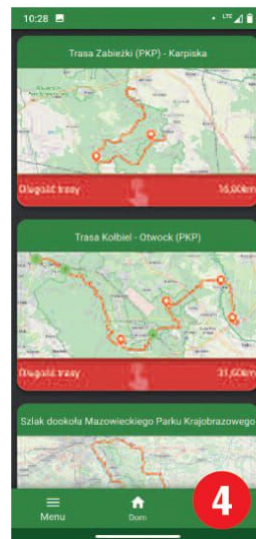 10:28 LTE
Trasa Zabieżki (PKP) - Karpiska
Długość trasy 16,00km
Trasa Kołbiel - Otwock (PKP)
Długość trasy 31,60km
Szlak dookoła Mazowieckiego Parku Krajobrazowego
Menu Dom
4